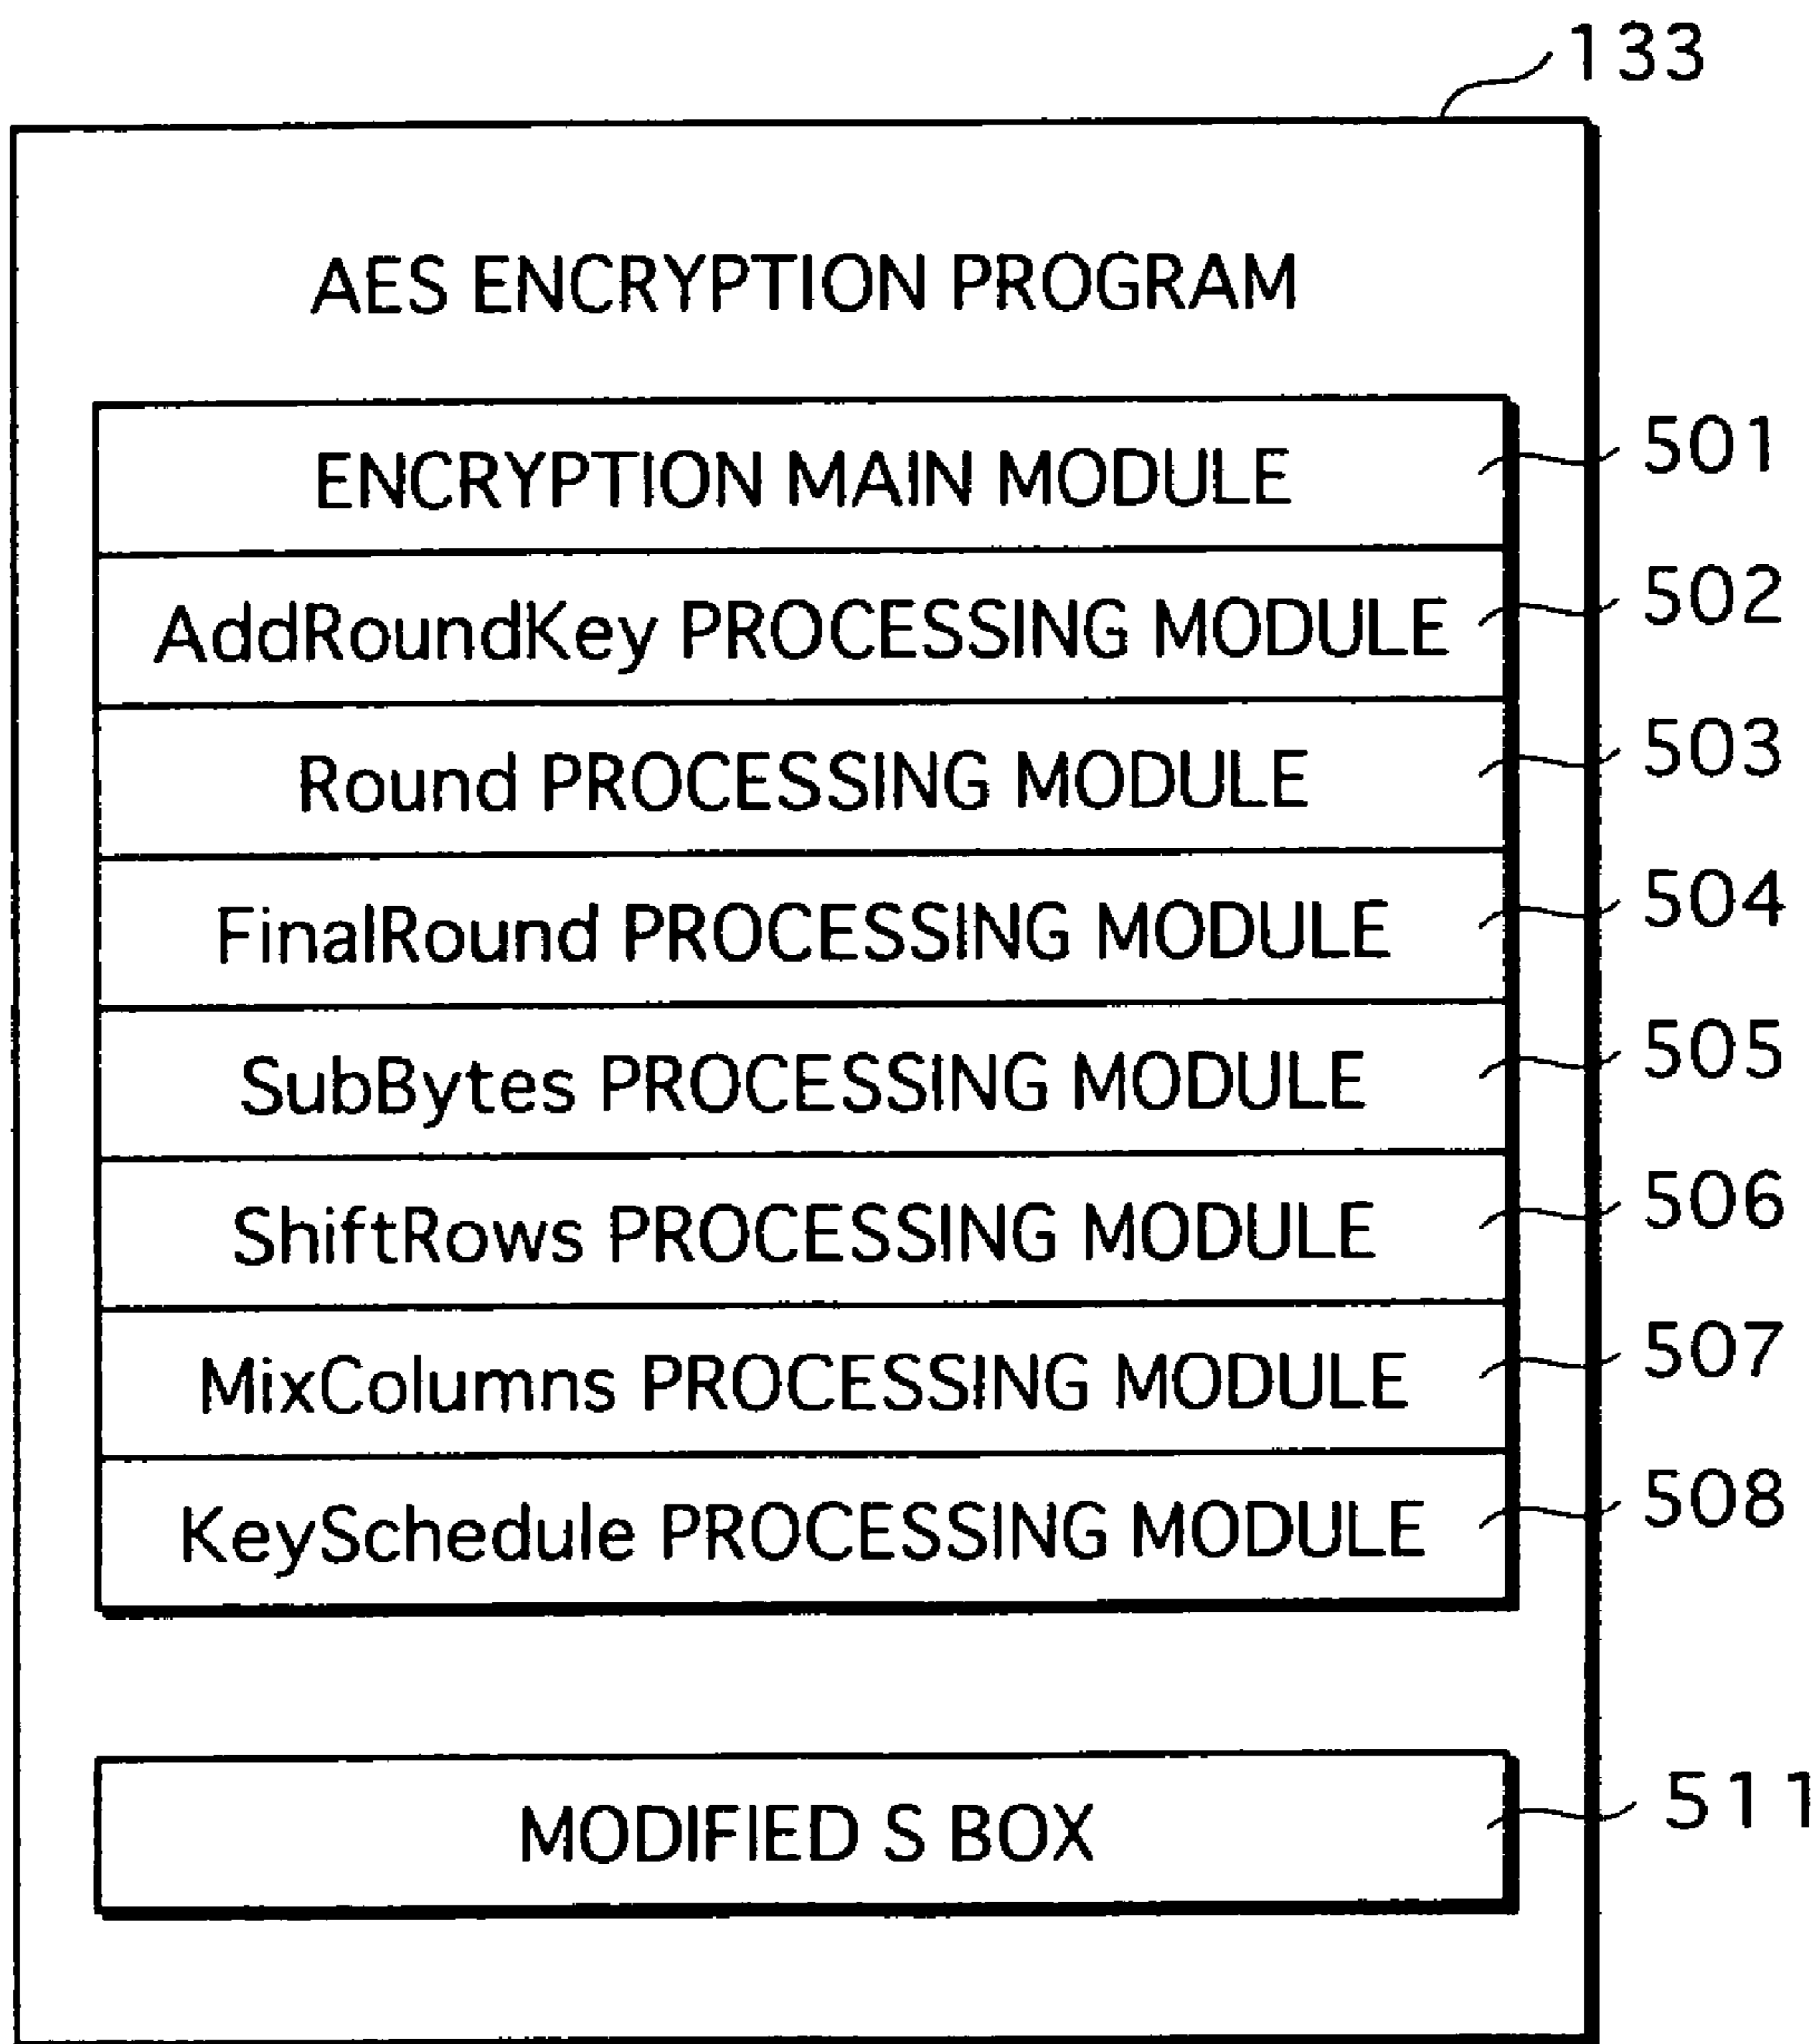 133
AES ENCRYPTION PROGRAM
ENCRYPTION MAIN MODULE 501
AddRoundKey PROCESSING MODULE 502
Round PROCESSING MODULE 503
FinalRound PROCESSING MODULE 504
SubBytes PROCESSING MODULE 505
ShiftRows PROCESSING MODULE 506
MixColumns PROCESSING MODULE 507
KeySchedule PROCESSING MODULE 508
MODIFIED S BOX 511